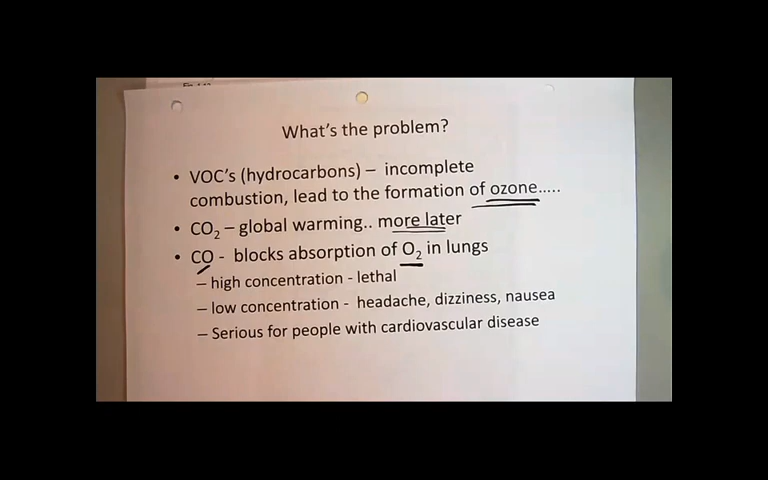 What's the problem?
• VOC's (hydrocarbons) – incomplete
combustion, lead to the formation of ozone.....
• CO₂ – global warming.. more later
• CO - blocks absorption of O₂ in lungs
– high concentration - lethal
– low concentration - headache, dizziness, nausea
– Serious for people with cardiovascular disease